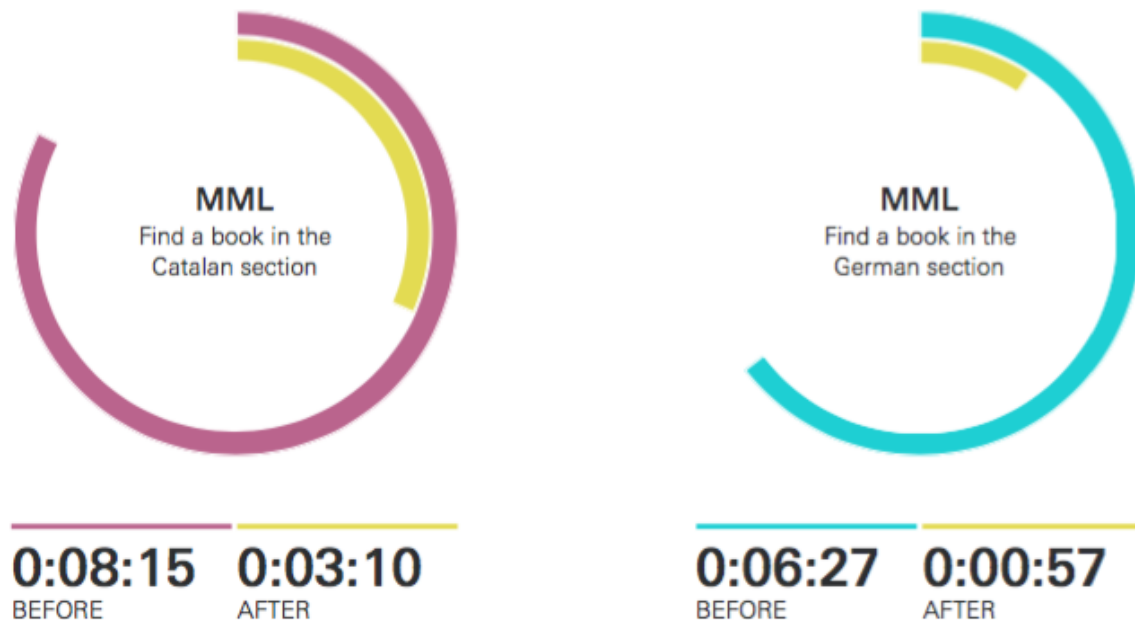 MML
Find a book in the
Catalan section
0:08:15
BEFORE
0:03:10
AFTER
MML
Find a book in the
German section
0:06:27
BEFORE
0:00:57
AFTER